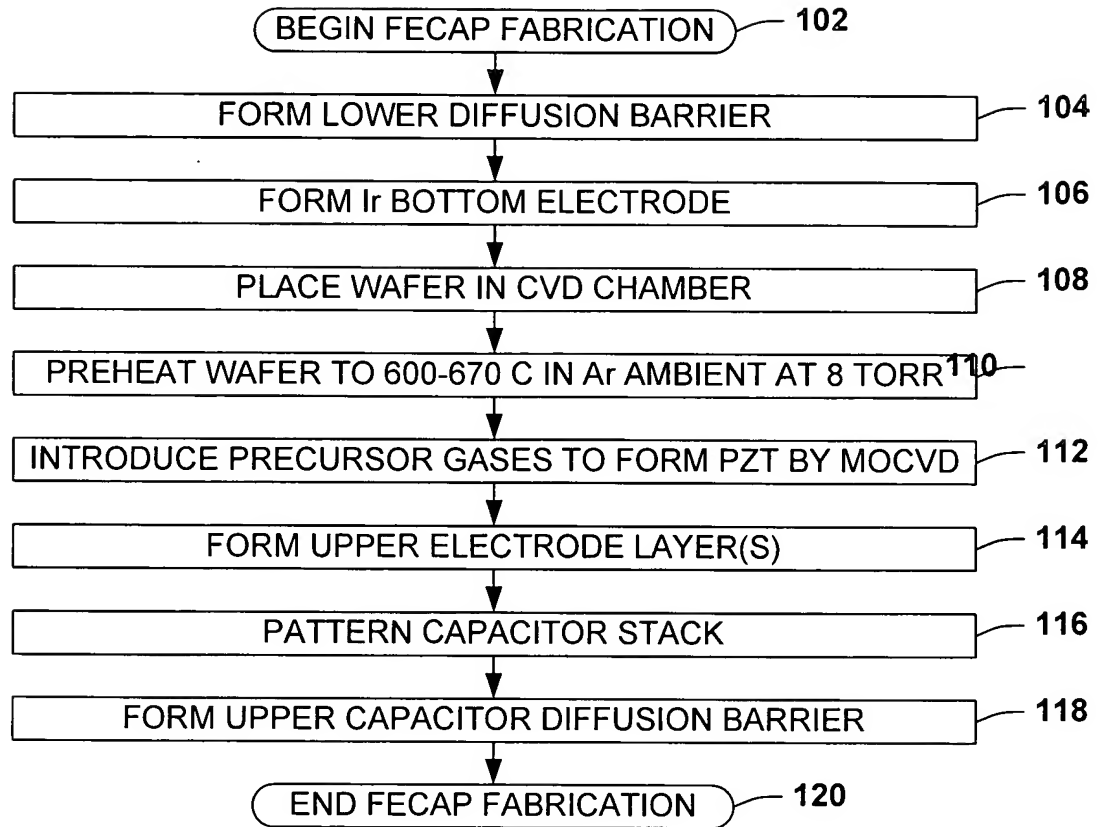 BEGIN FECAP FABRICATION 102
FORM LOWER DIFFUSION BARRIER 104
FORM Ir BOTTOM ELECTRODE 106
PLACE WAFER IN CVD CHAMBER 108
PREHEAT WAFER TO 600-670 C IN Ar AMBIENT AT 8 TORR 110
INTRODUCE PRECURSOR GASES TO FORM PZT BY MOCVD 112
FORM UPPER ELECTRODE LAYER(S) 114
PATTERN CAPACITOR STACK 116
FORM UPPER CAPACITOR DIFFUSION BARRIER 118
END FECAP FABRICATION 120